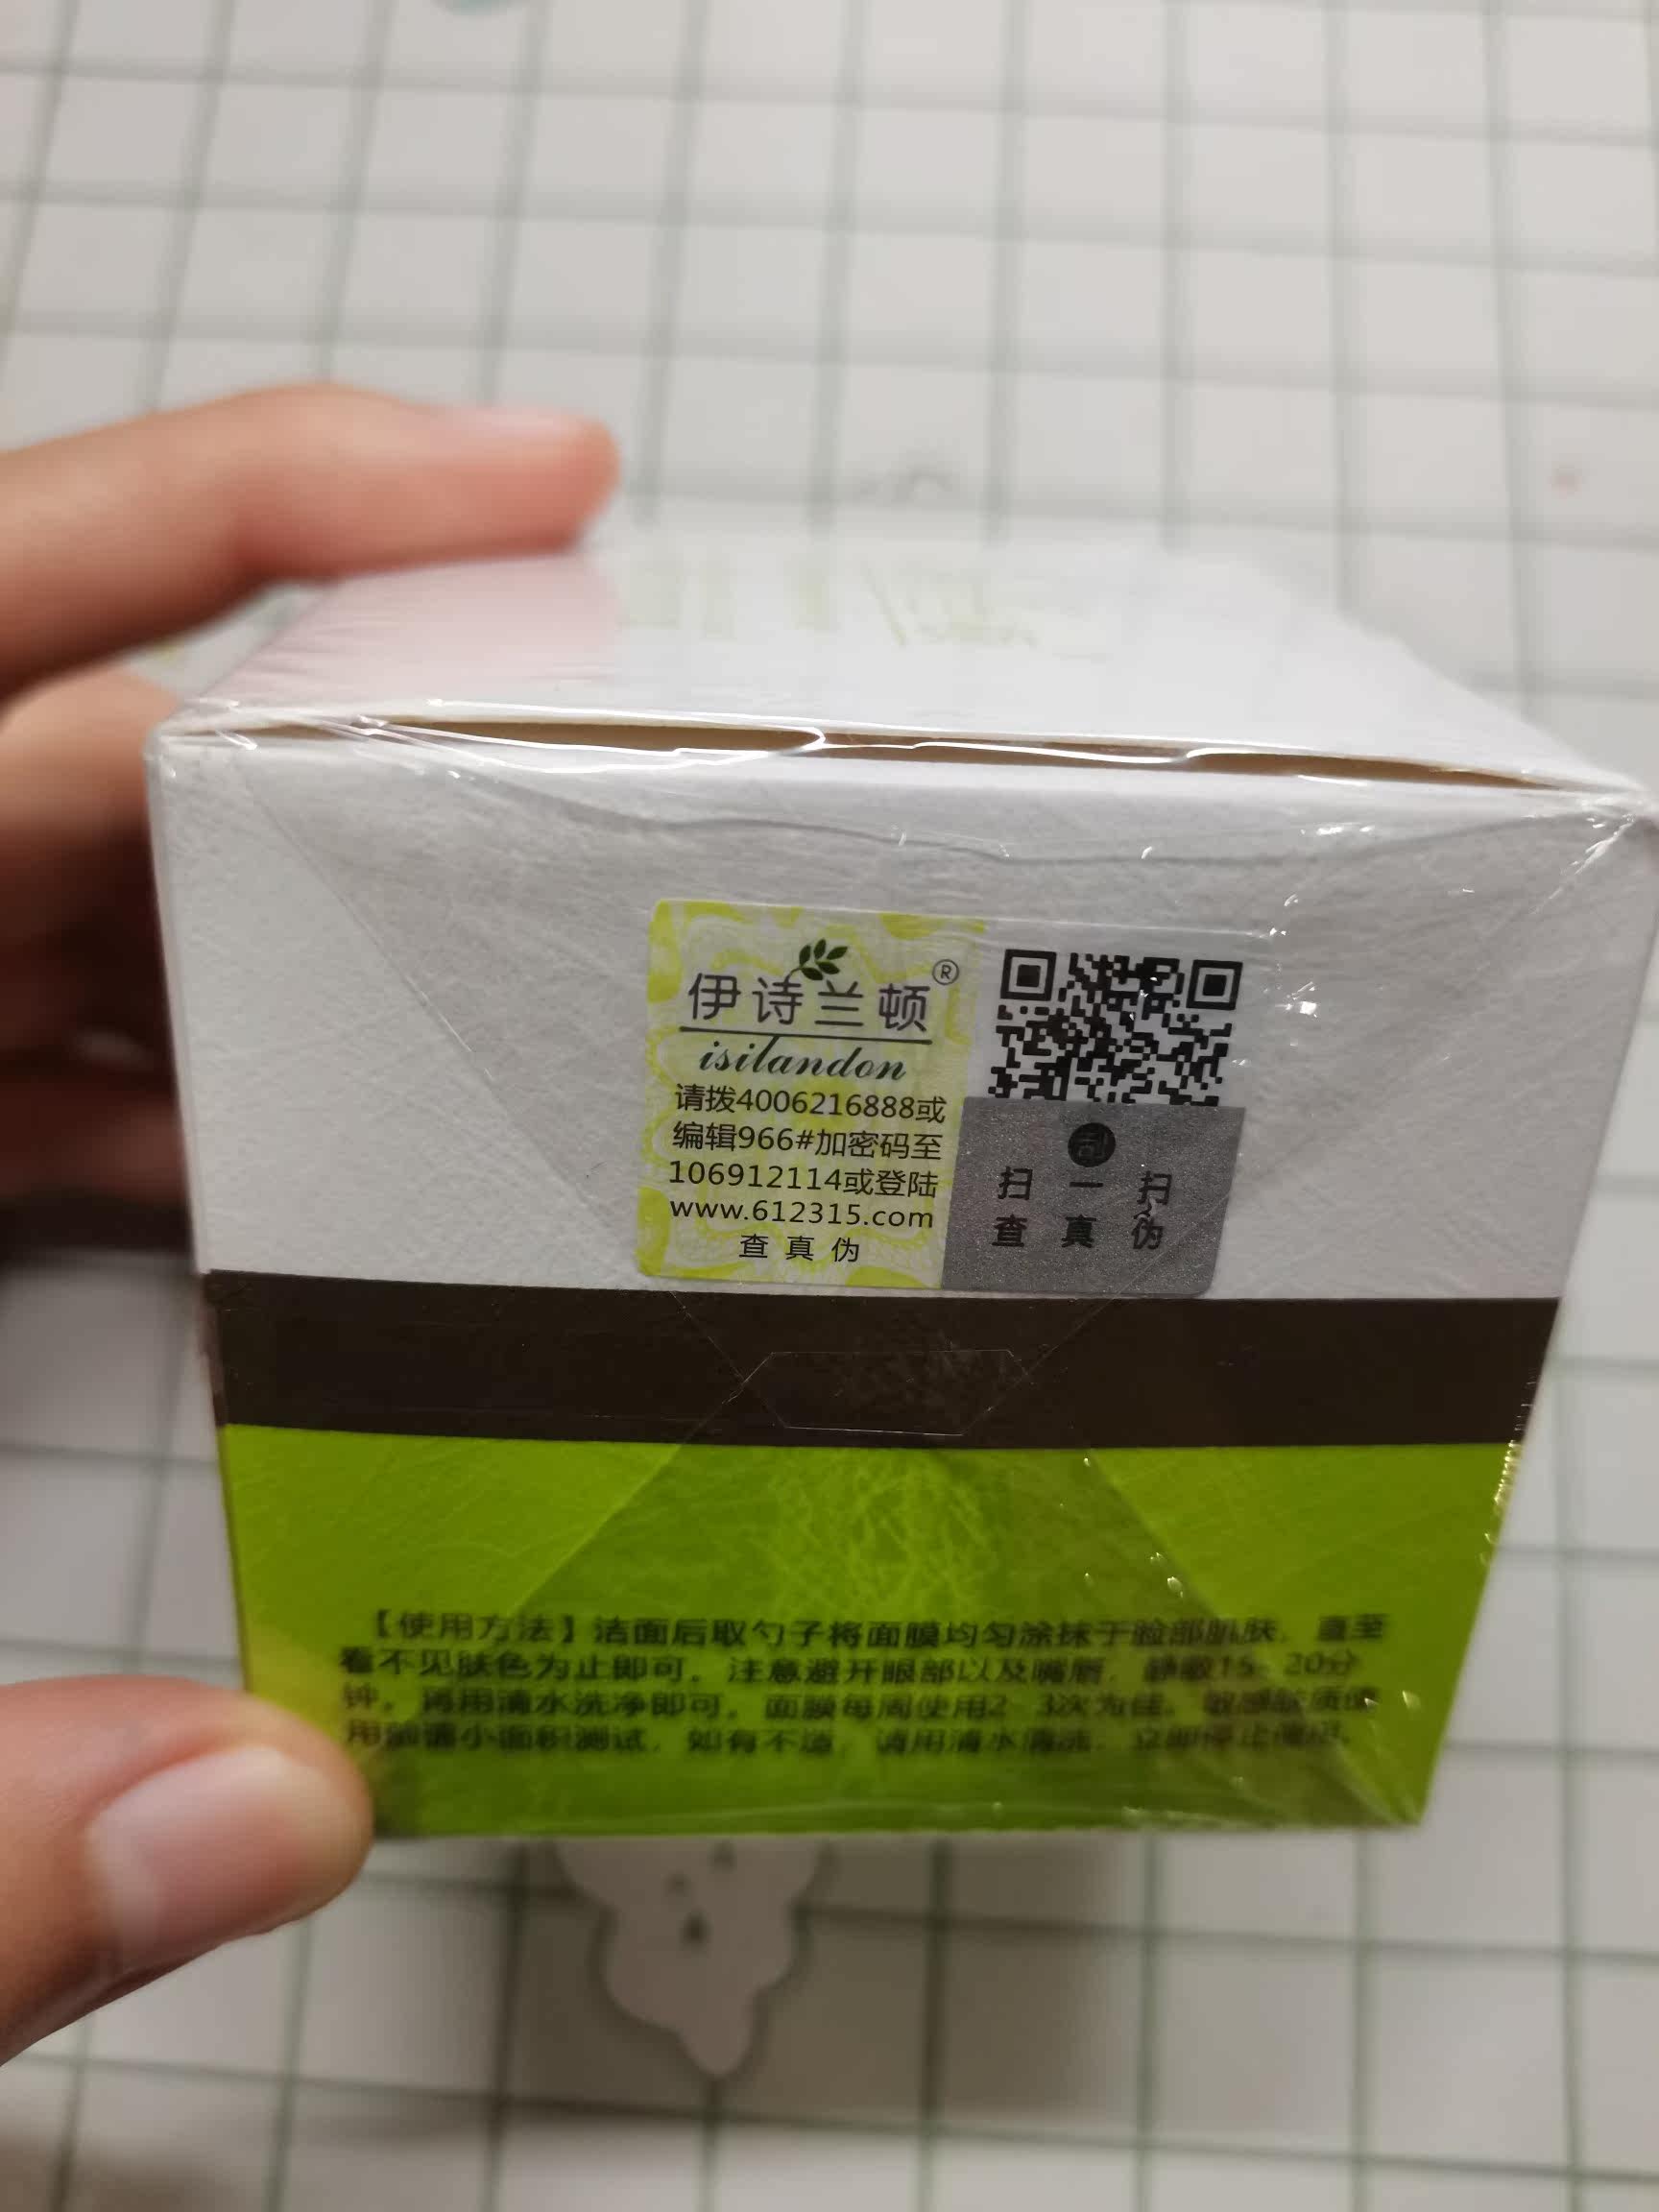 伊诗兰顿®
isilandon
请拨4006216888或
编辑966#加密码至
106912114或登陆
www.612315.com
查真伪
刮
扫一扫
查真伪
【使用方法】洁面后取勺子将面膜均匀涂抹于脸部肌肤，直至
看不见肤色为止即可。注意避开眼部以及嘴唇，静敷15-20分
钟，再用清水洗净即可。面膜每周使用2-3次为佳。敏感肤质使
用前请小面积测试，如有不适，请用清水清洗，立即停止使用。